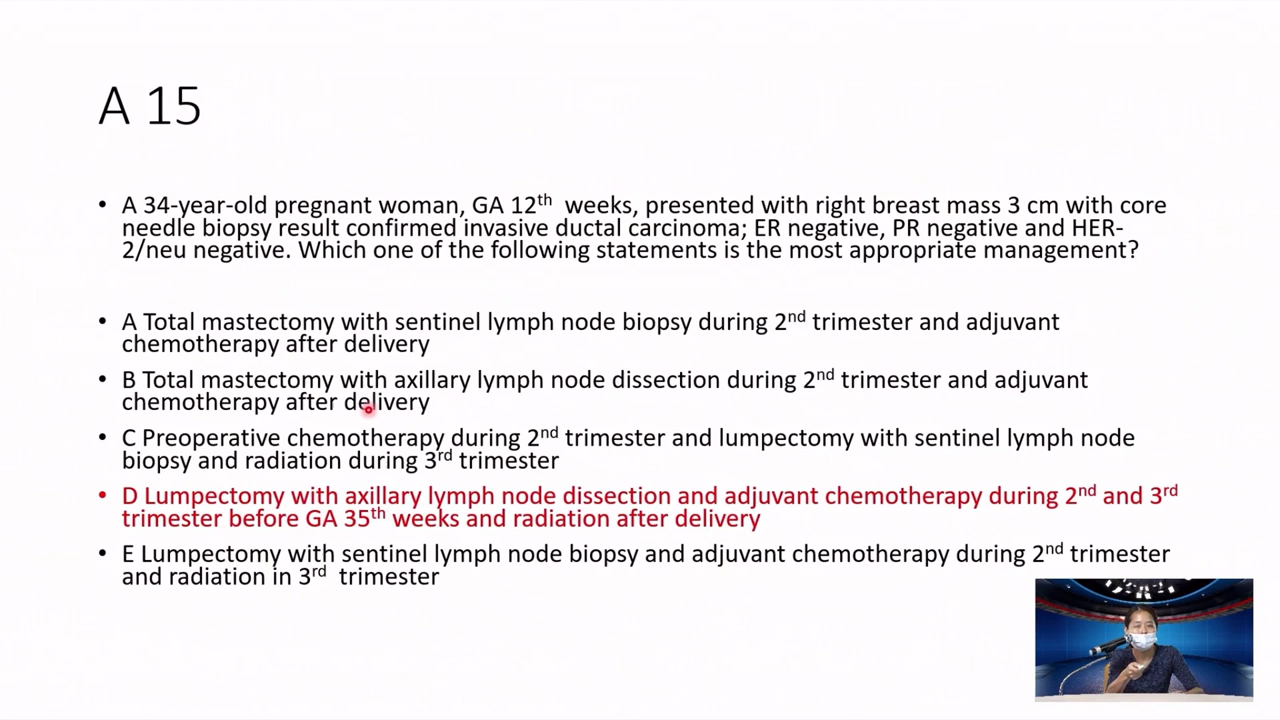 A 15
• A 34-year-old pregnant woman, GA 12th weeks, presented with right breast mass 3 cm with core
needle biopsy result confirmed invasive ductal carcinoma; ER negative, PR negative and HER-
2/neu negative. Which one of the following statements is the most appropriate management?
• A Total mastectomy with sentinel lymph node biopsy during 2nd trimester and adjuvant
chemotherapy after delivery
• B Total mastectomy with axillary lymph node dissection during 2nd trimester and adjuvant
chemotherapy after delivery
• C Preoperative chemotherapy during 2nd trimester and lumpectomy with sentinel lymph node
biopsy and radiation during 3rd trimester
• D Lumpectomy with axillary lymph node dissection and adjuvant chemotherapy during 2nd and 3rd
trimester before GA 35th weeks and radiation after delivery
• E Lumpectomy with sentinel lymph node biopsy and adjuvant chemotherapy during 2nd trimester
and radiation in 3rd trimester